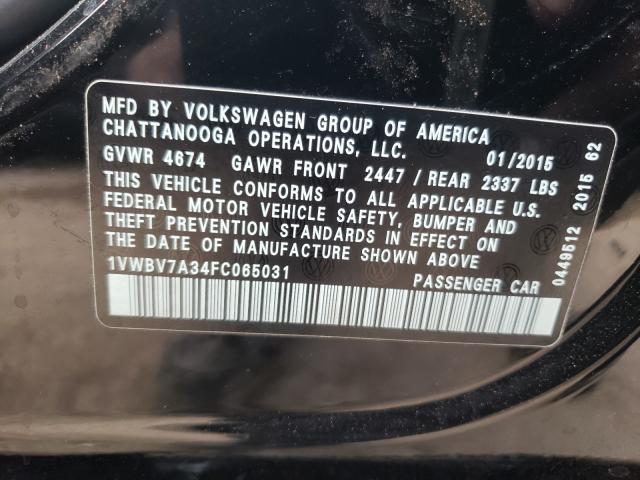 MFD BY VOLKSWAGEN GROUP OF AMERICA
CHATTANOOGA OPERATIONS, LLC. 01/2015
GVWR 4674 GAWR FRONT 2447 / REAR 2337 LBS
THIS VEHICLE CONFORMS TO ALL APPLICABLE U.S.
FEDERAL MOTOR VEHICLE SAFETY, BUMPER AND
THEFT PREVENTION STANDARDS IN EFFECT ON
THE DATE OF MANUFACTURE SHOWN ABOVE
1VWBV7A34FC065031 PASSENGER CAR
0449512 2015 62